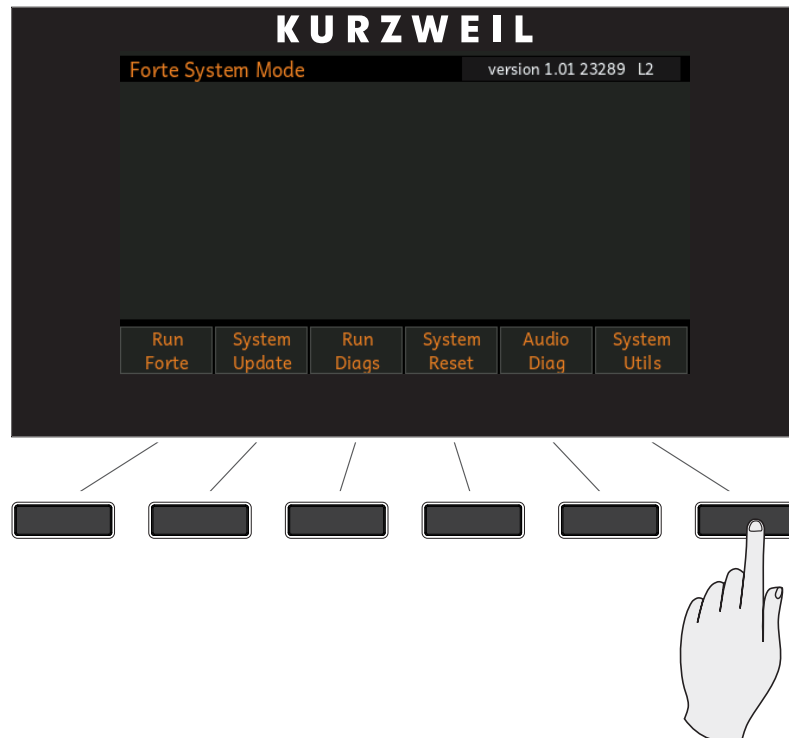 KURZWEIL
Forte System Mode version 1.01 23289 L2
Run System Run System Audio System
Forte Update Diags Reset Diag Utils